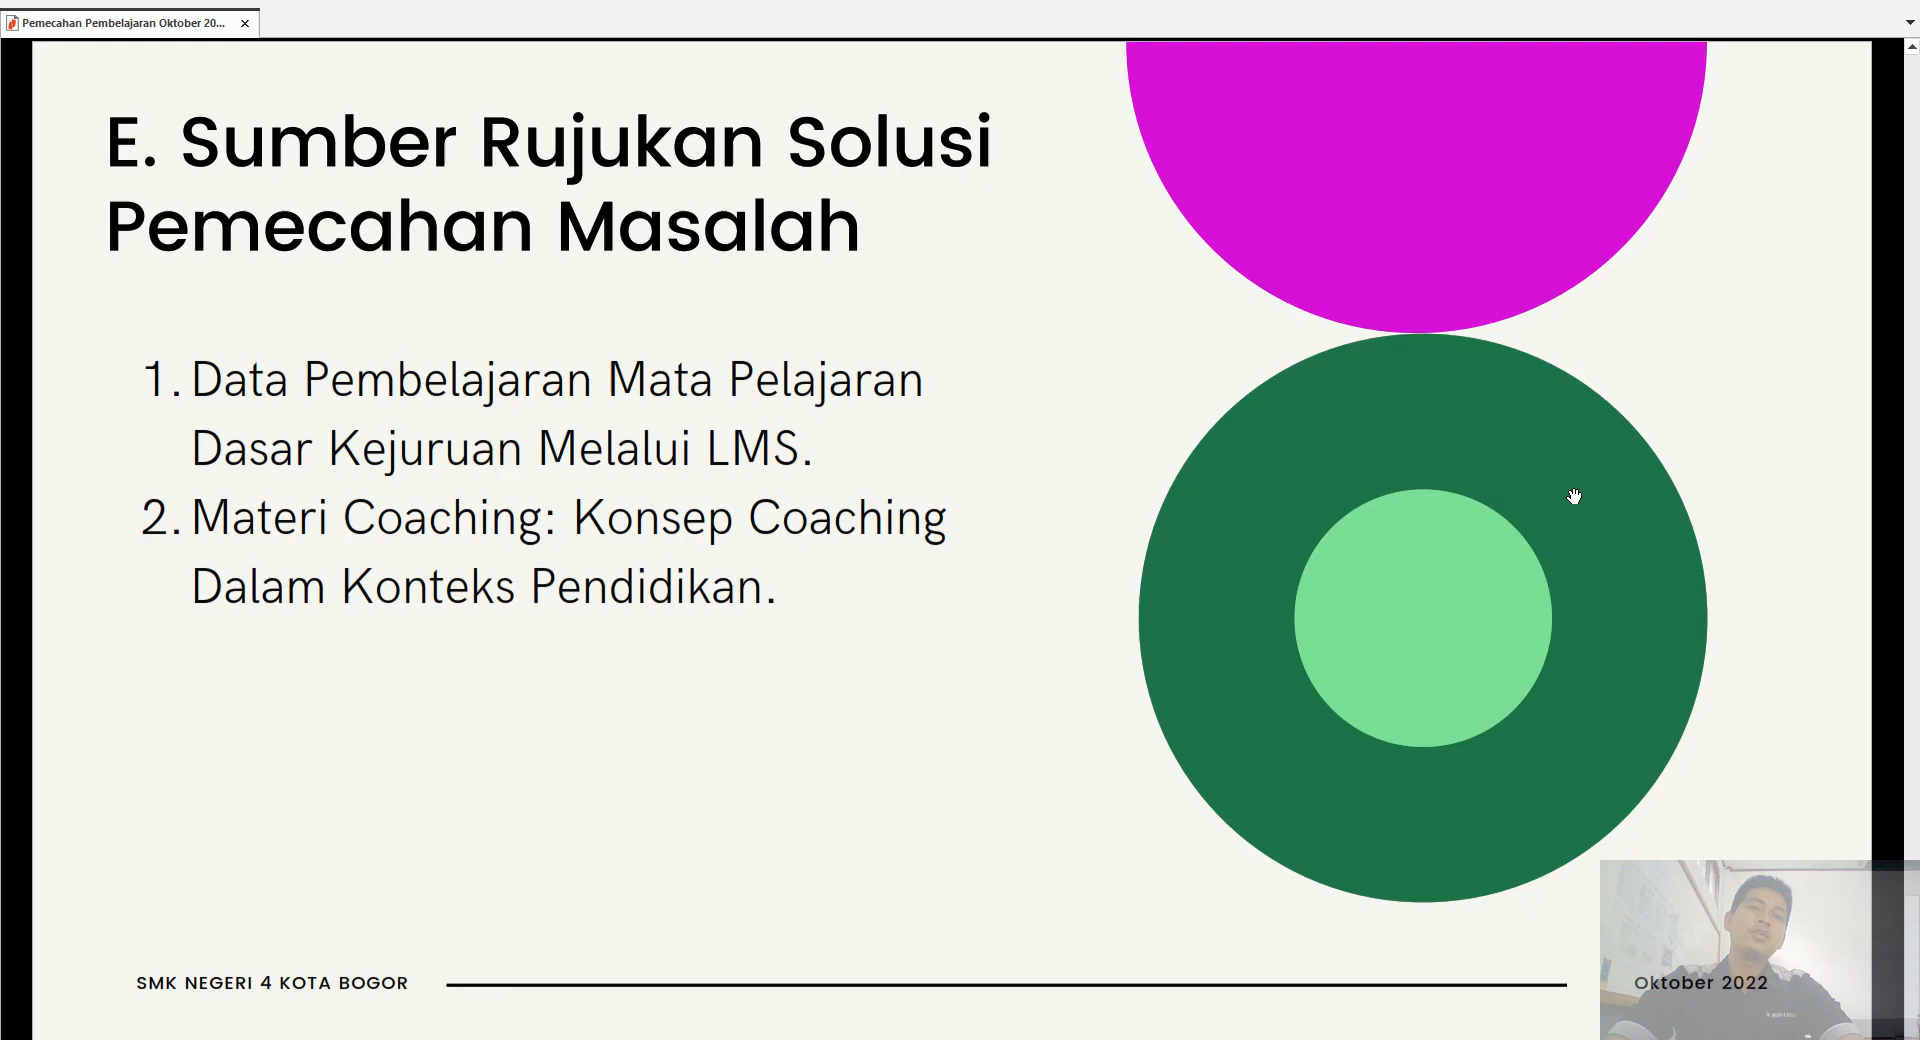 Pemecahan Pembelajaran Oktober 20...
E. Sumber Rujukan Solusi
Pemecahan Masalah
1. Data Pembelajaran Mata Pelajaran
Dasar Kejuruan Melalui LMS.
2. Materi Coaching: Konsep Coaching
Dalam Konteks Pendidikan.
SMK NEGERI 4 KOTA BOGOR
Oktober 2022